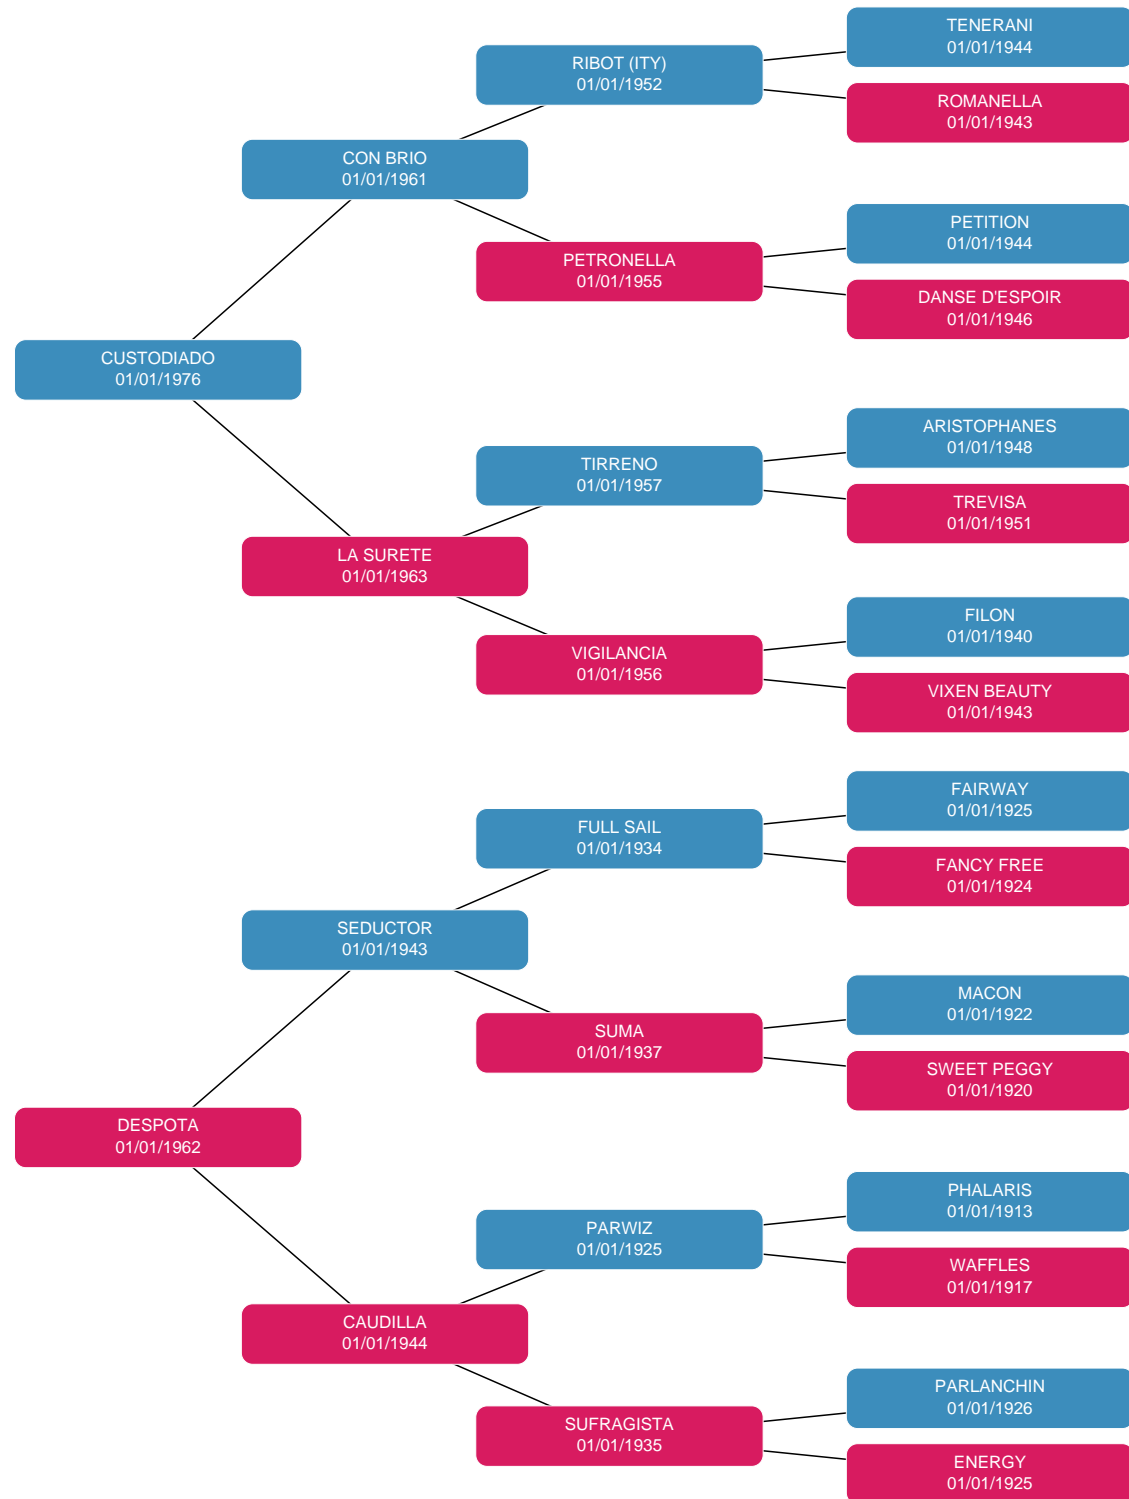 TENERANI
01/01/1944
RIBOT (ITY)
01/01/1952
ROMANELLA
01/01/1943
CON BRIO
01/01/1961
PETITION
01/01/1944
PETRONELLA
01/01/1955
DANSE D'ESPOIR
01/01/1946
CUSTODIADO
01/01/1976
ARISTOPHANES
01/01/1948
TIRRENO
01/01/1957
TREVISA
01/01/1951
LA SURETE
01/01/1963
FILON
01/01/1940
VIGILANCIA
01/01/1956
VIXEN BEAUTY
01/01/1943
FAIRWAY
01/01/1925
FULL SAIL
01/01/1934
FANCY FREE
01/01/1924
SEDUCTOR
01/01/1943
MACON
01/01/1922
SUMA
01/01/1937
SWEET PEGGY
01/01/1920
DESPOTA
01/01/1962
PHALARIS
01/01/1913
PARWIZ
01/01/1925
WAFFLES
01/01/1917
CAUDILLA
01/01/1944
PARLANCHIN
01/01/1926
SUFRAGISTA
01/01/1935
ENERGY
01/01/1925